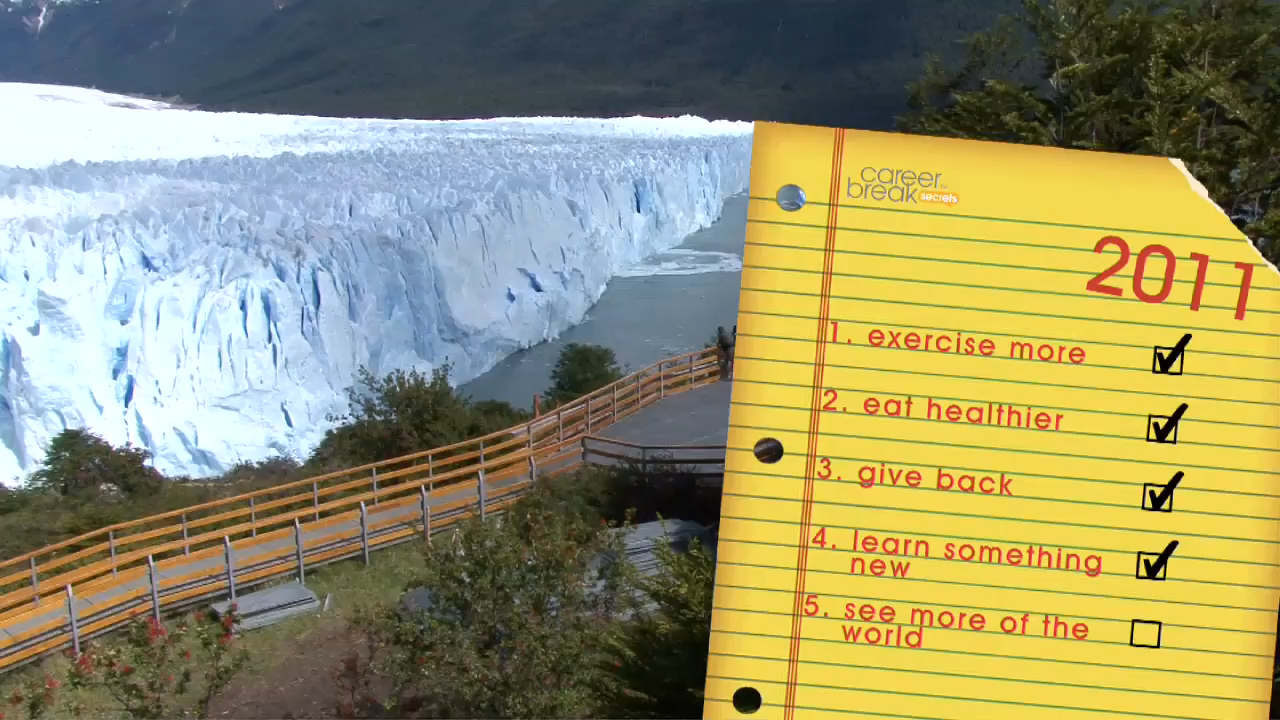 career
break secrets
2011
1. exercise more
2. eat healthier
3. give back
4. learn something
new
5. see more of the
world